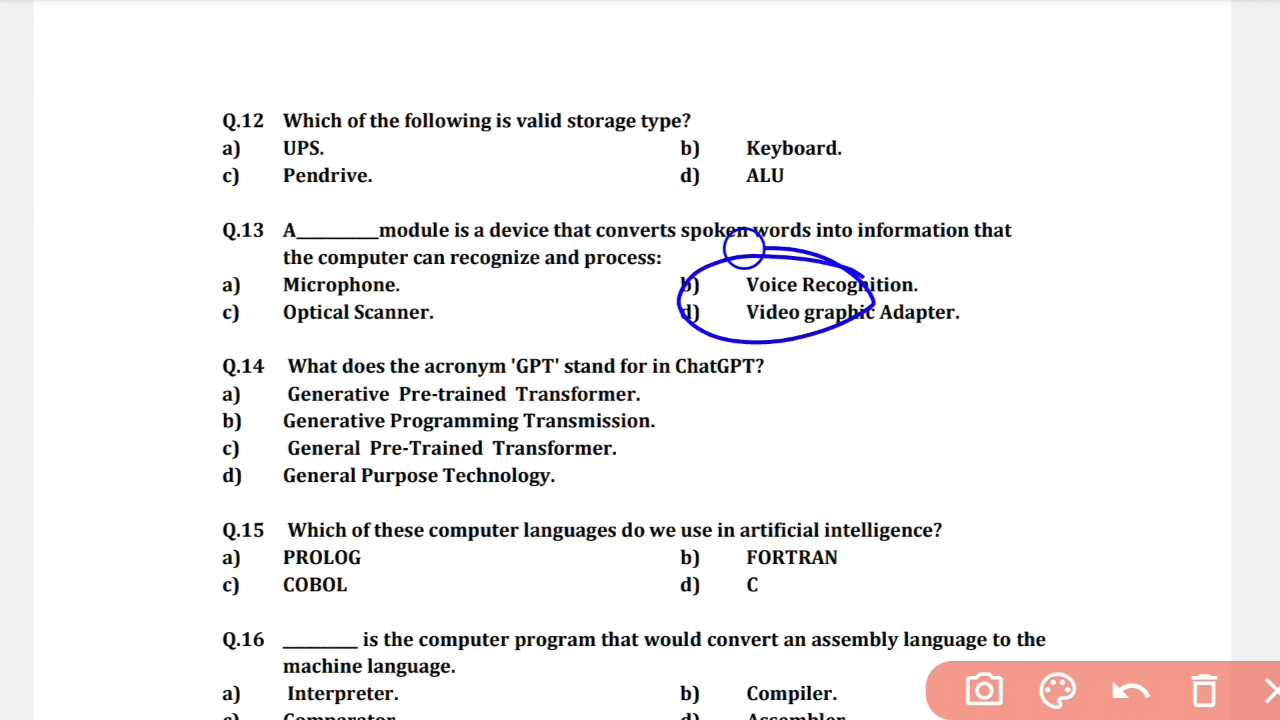 Q.12 Which of the following is valid storage type?
a) UPS. b) Keyboard.
c) Pendrive. d) ALU
Q.13 A________module is a device that converts spoken words into information that
the computer can recognize and process:
a) Microphone. b) Voice Recognition.
c) Optical Scanner. d) Video graphic Adapter.
Q.14 What does the acronym 'GPT' stand for in ChatGPT?
a) Generative Pre-trained Transformer.
b) Generative Programming Transmission.
c) General Pre-Trained Transformer.
d) General Purpose Technology.
Q.15 Which of these computer languages do we use in artificial intelligence?
a) PROLOG b) FORTRAN
c) COBOL d) C
Q.16 _______ is the computer program that would convert an assembly language to the
machine language.
a) Interpreter. b) Compiler.
c) Comparator d) Assembler